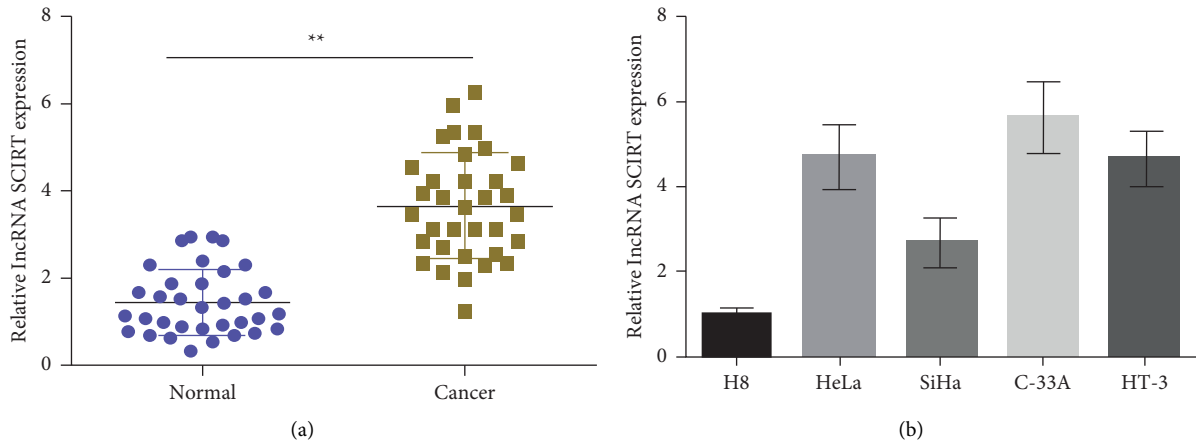 Relative lncRNA SCIRT expression
8
6
4
2
0
**
Normal
Cancer
(a)
Relative lncRNA SCIRT expression
8
6
4
2
0
H8
HeLa
SiHa
C-33A
HT-3
(b)